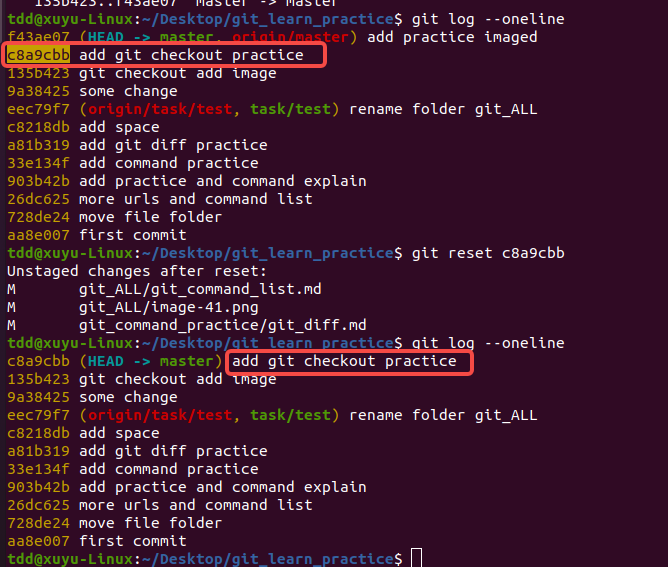 135b423..f43ae07  master -> master
tdd@xuyu-Linux:~/Desktop/git_learn_practice$ git log --oneline
f43ae07 (HEAD -> master, origin/master) add practice imaged
c8a9cbb add git checkout practice
135b423 git checkout add image
9a38425 some change
eec79f7 (origin/task/test, task/test) rename folder git_ALL
c8218db add space
a81b319 add git diff practice
33e134f add command practice
903b42b add practice and command explain
26dc625 more urls and command list
728de24 move file folder
aa8e007 first commit
tdd@xuyu-Linux:~/Desktop/git_learn_practice$ git reset c8a9cbb
Unstaged changes after reset:
M       git_ALL/git_command_list.md
M       git_ALL/image-41.png
M       git_command_practice/git_diff.md
tdd@xuyu-Linux:~/Desktop/git_learn_practice$ git log --oneline
c8a9cbb (HEAD -> master) add git checkout practice
135b423 git checkout add image
9a38425 some change
eec79f7 (origin/task/test, task/test) rename folder git_ALL
c8218db add space
a81b319 add git diff practice
33e134f add command practice
903b42b add practice and command explain
26dc625 more urls and command list
728de24 move file folder
aa8e007 first commit
tdd@xuyu-Linux:~/Desktop/git_learn_practice$